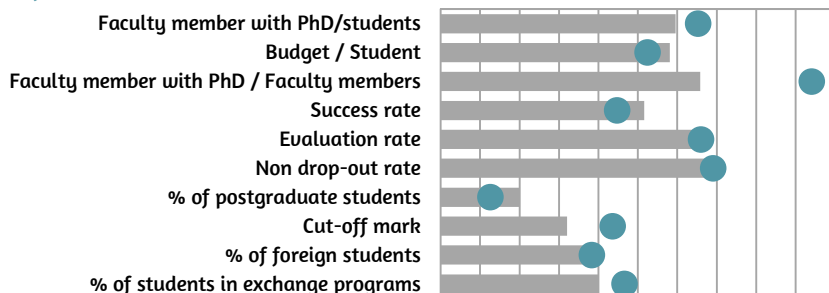 Faculty member with PhD/students
Budget / Student
Faculty member with PhD / Faculty members
Success rate
Evaluation rate
Non drop-out rate
% of postgraduate students
Cut-off mark
% of foreign students
% of students in exchange programs